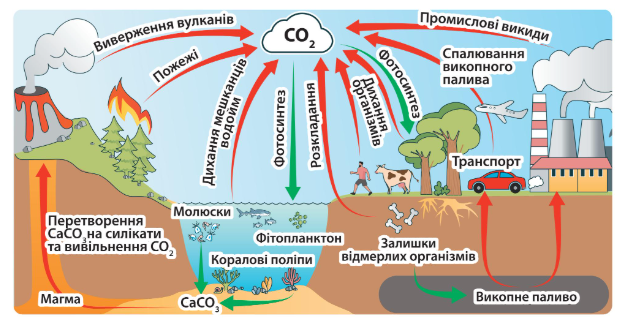 Виверження вулканів
CO2
Промислові викиди
Пожежі
Спалювання
викопного
палива
Дихання мешканців
водойм
Фотосинтез
Розкладання
Дихання
організмів
Фотосинтез
Транспорт
Перетворення
CaCO3 на силікати
та вивільнення CO2
Молюски
Фітопланктон
Коралові поліпи
Залишки
відмерлих організмів
Магма
CaCO3
Викопне паливо